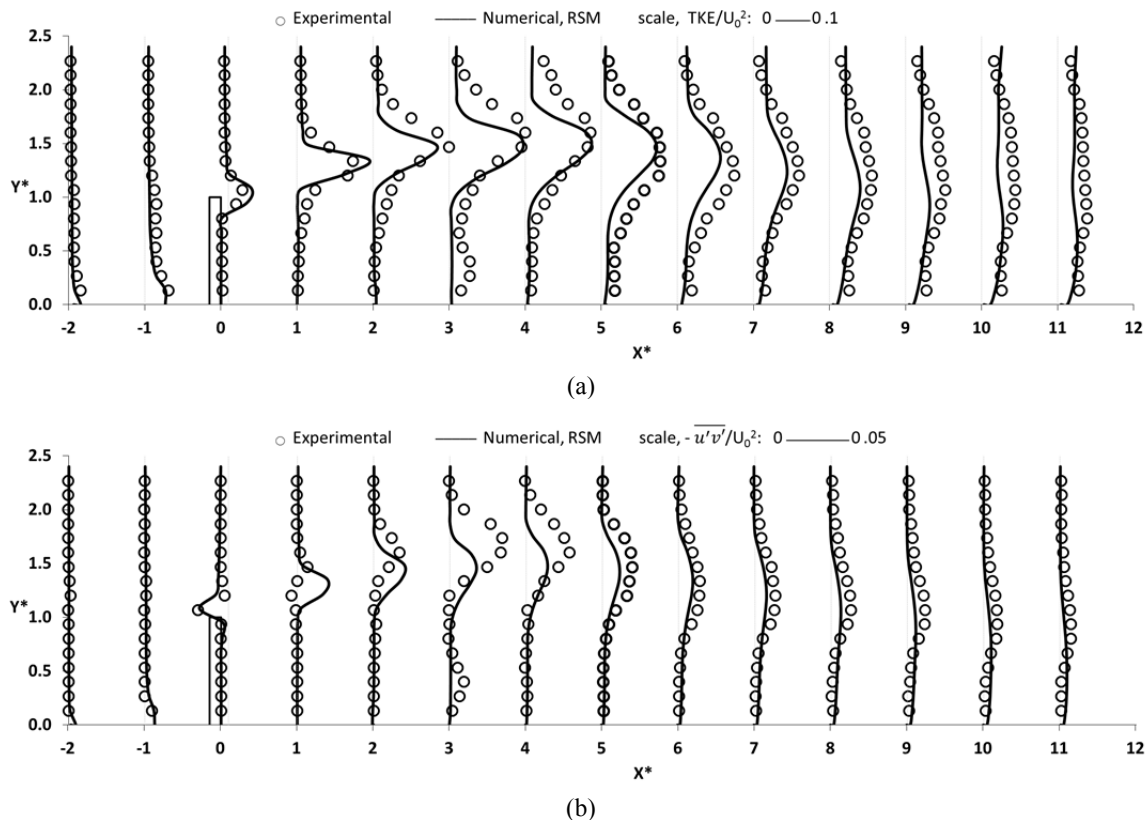 Experimental Numerical, RSM scale, TKE/U₀²: 0 0.1
2.5
2.0
1.5
Y*
1.0
0.5
0.0
-2 -1 0 1 2 3 4 5 6 7 8 9 10 11 12
X*
(a)
Experimental Numerical, RSM scale, - u′v′/U₀²: 0 0.05
2.5
2.0
1.5
Y*
1.0
0.5
0.0
-2 -1 0 1 2 3 4 5 6 7 8 9 10 11 12
X*
(b)